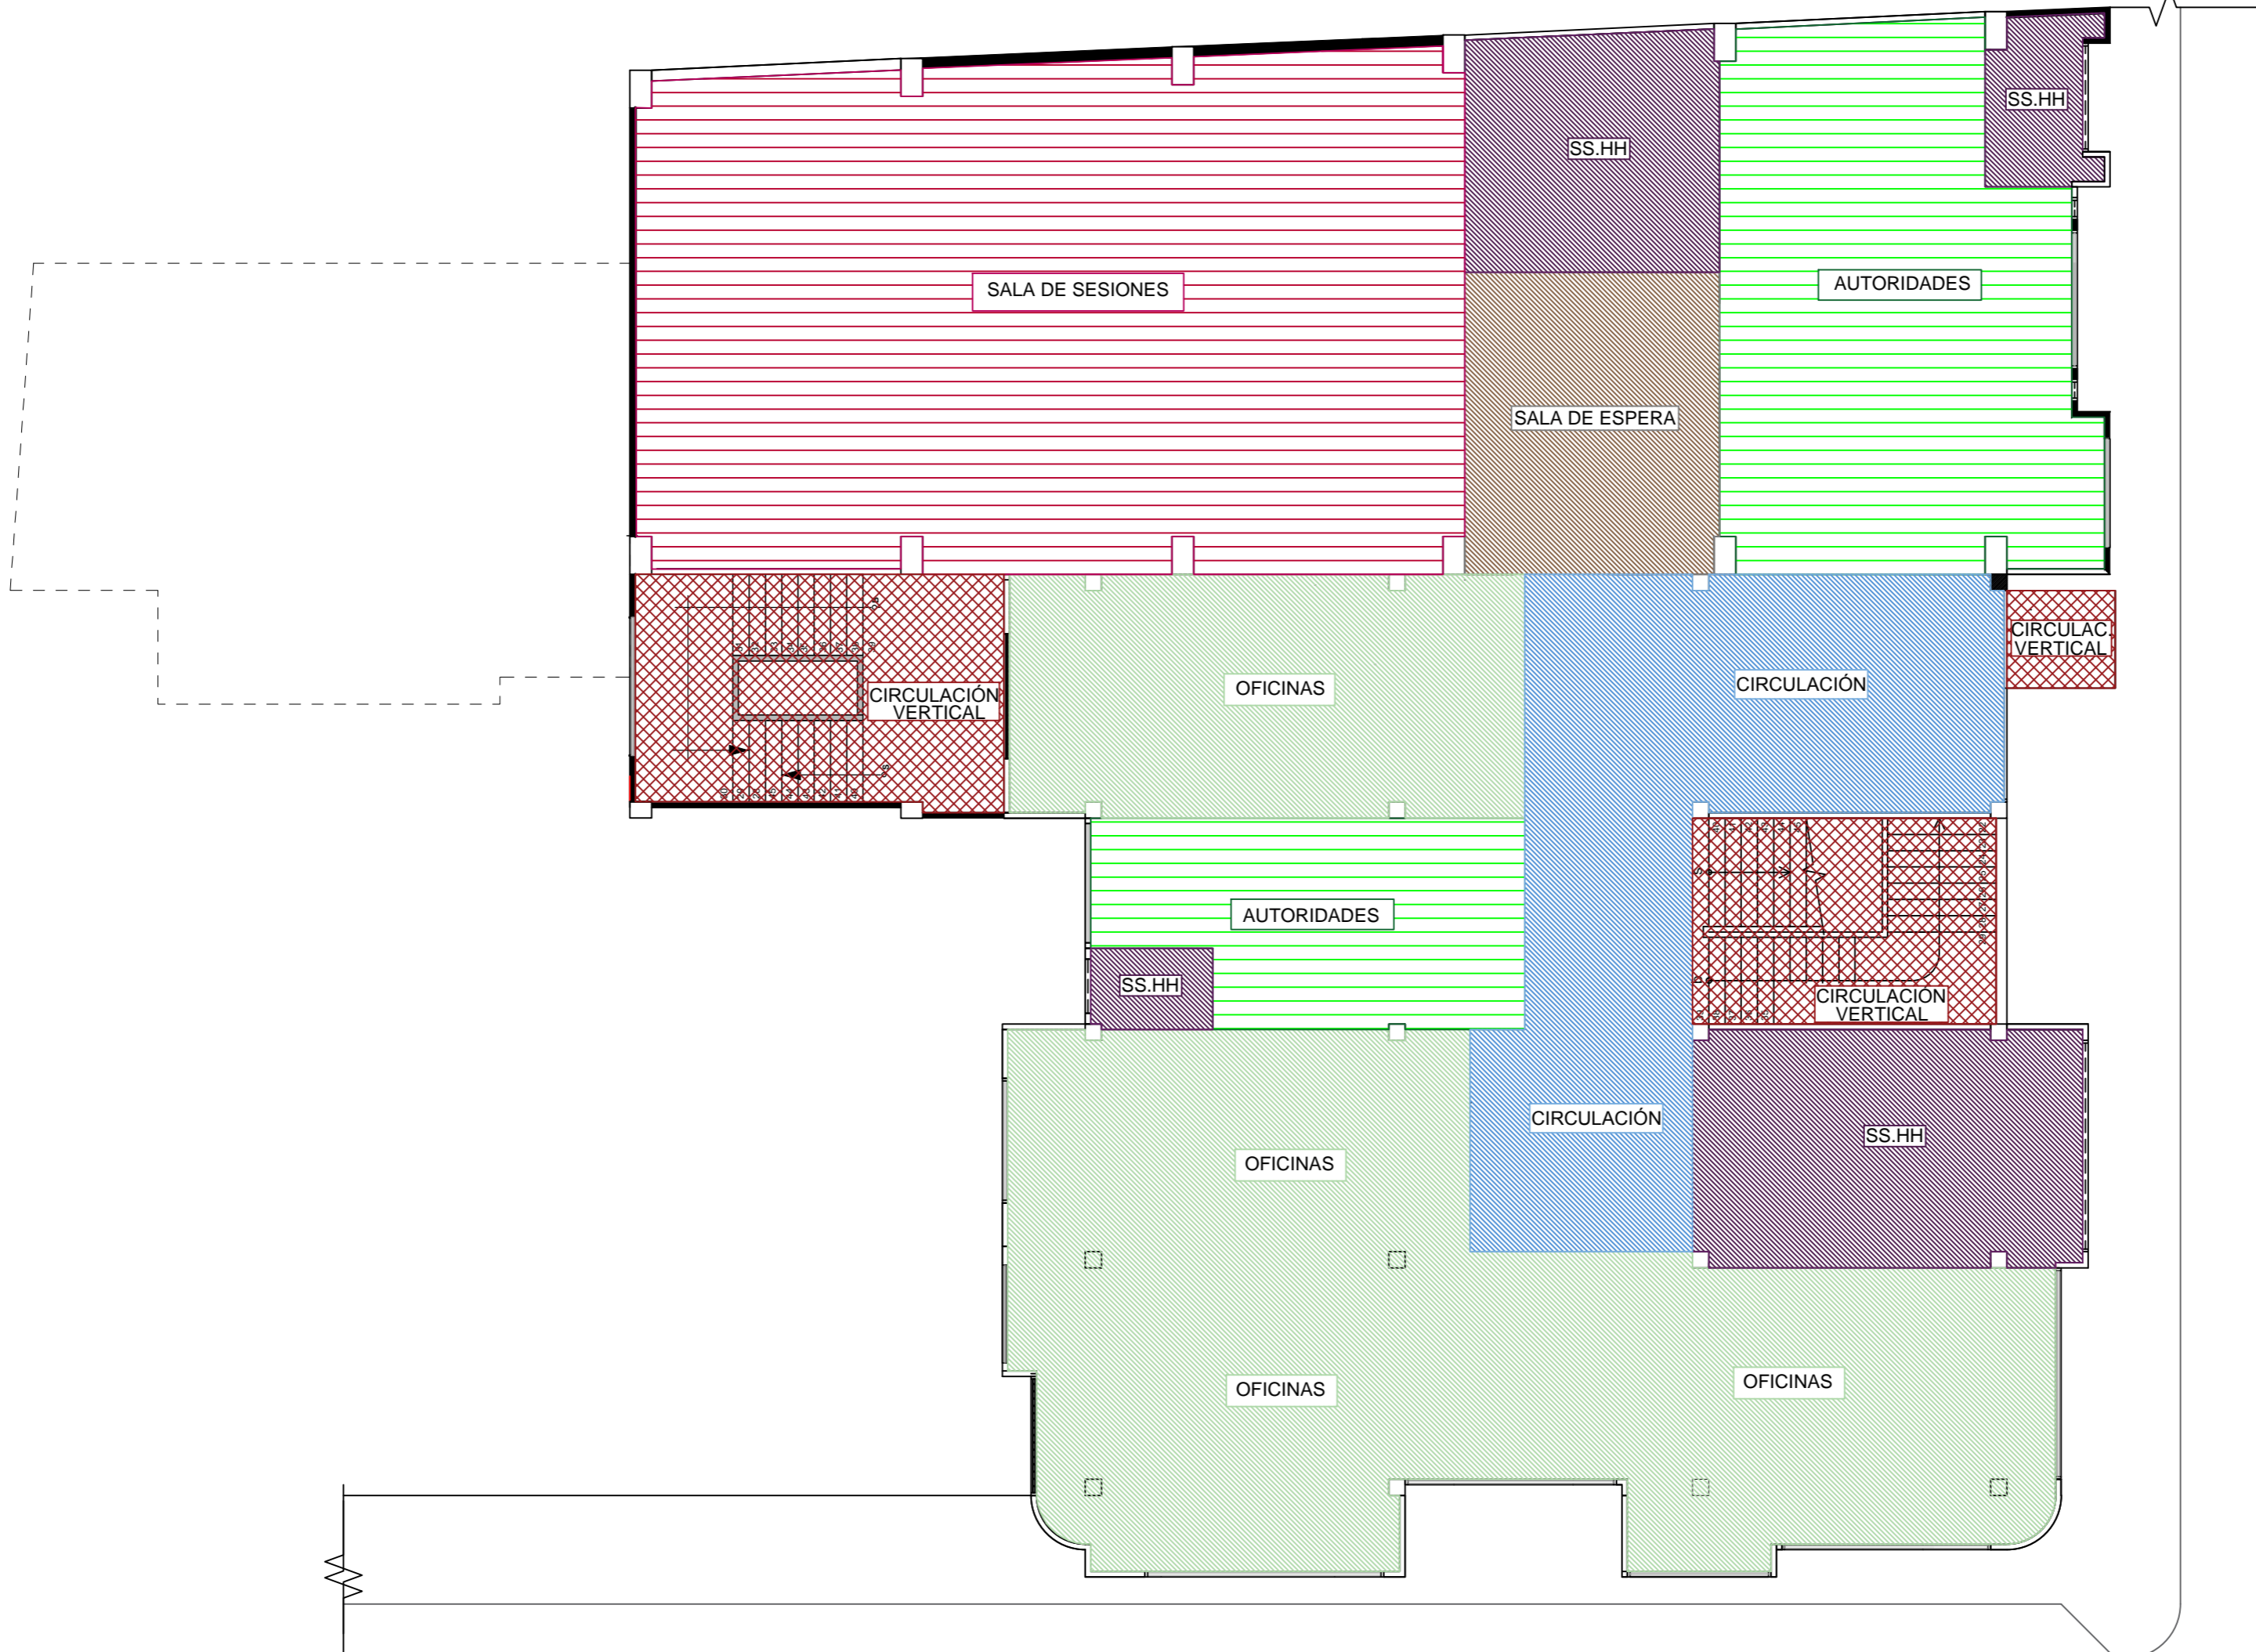 SS.HH
SS.HH
SALA DE SESIONES
AUTORIDADES
SALA DE ESPERA
CIRCULAC.
VERTICAL
CIRCULACIÓN
VERTICAL
OFICINAS
CIRCULACIÓN
AUTORIDADES
SS.HH
CIRCULACIÓN
VERTICAL
CIRCULACIÓN
SS.HH
OFICINAS
OFICINAS
OFICINAS